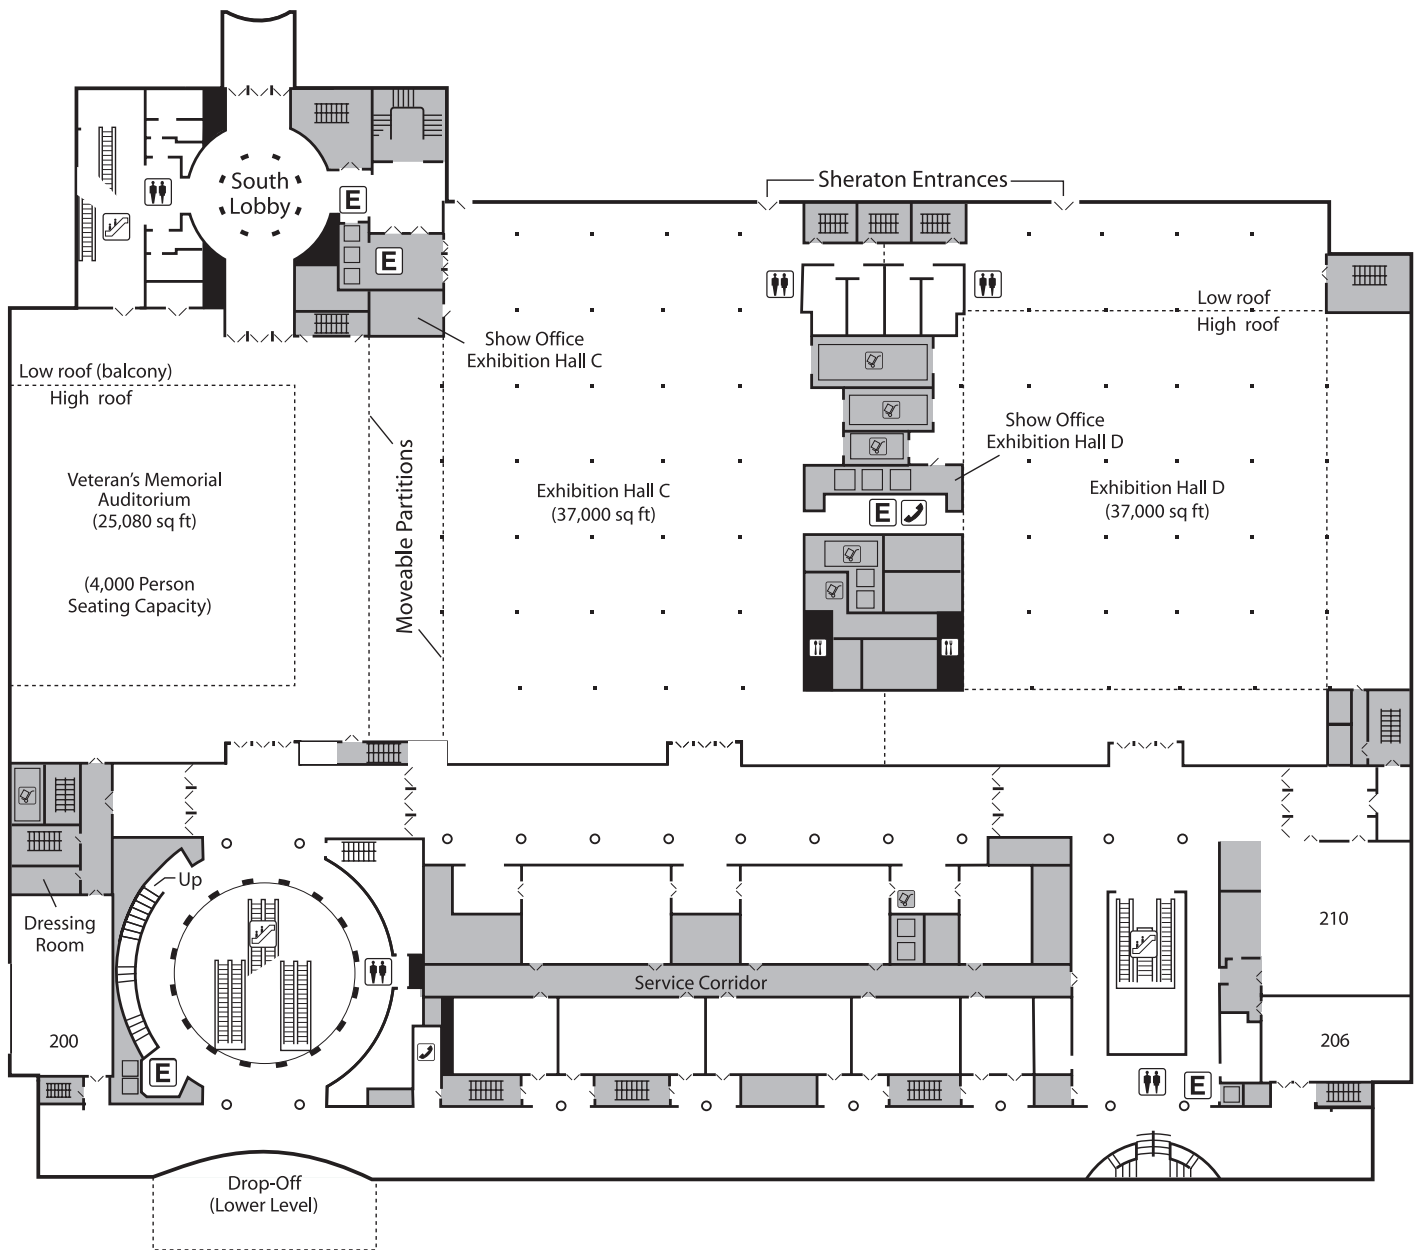 South
Lobby
E
E
Sheraton Entrances
Low roof
High roof
Show Office
Exhibition Hall C
Low roof (balcony)
High roof
Veteran's Memorial
Auditorium
(25,080 sq ft)
(4,000 Person
Seating Capacity)
Moveable Partitions
Exhibition Hall C
(37,000 sq ft)
Show Office
Exhibition Hall D
E
Exhibition Hall D
(37,000 sq ft)
Up
Dressing
Room
200
E
Service Corridor
210
206
E
Drop-Off
(Lower Level)